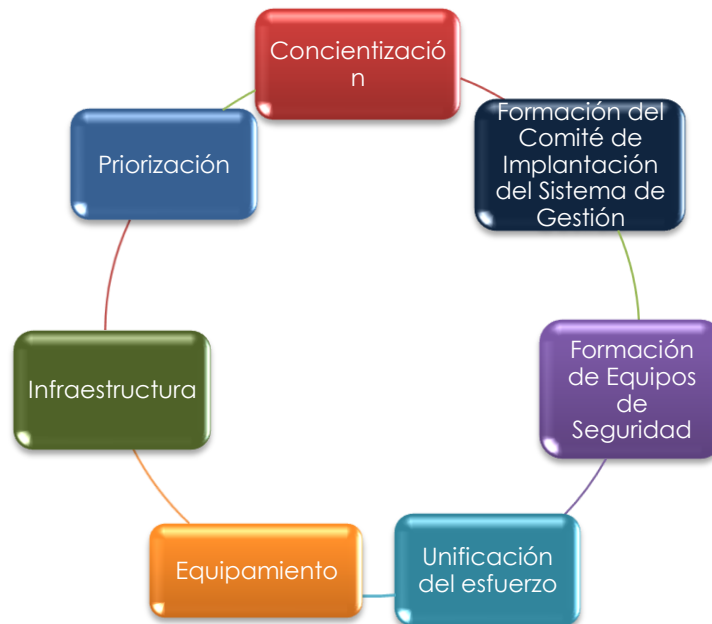 Concientizació
n
Formación del
Comité de
Implantación
del Sistema de
Gestión
Formación
de Equipos
de
Seguridad
Unificación
del esfuerzo
Equipamiento
Infraestructura
Priorización